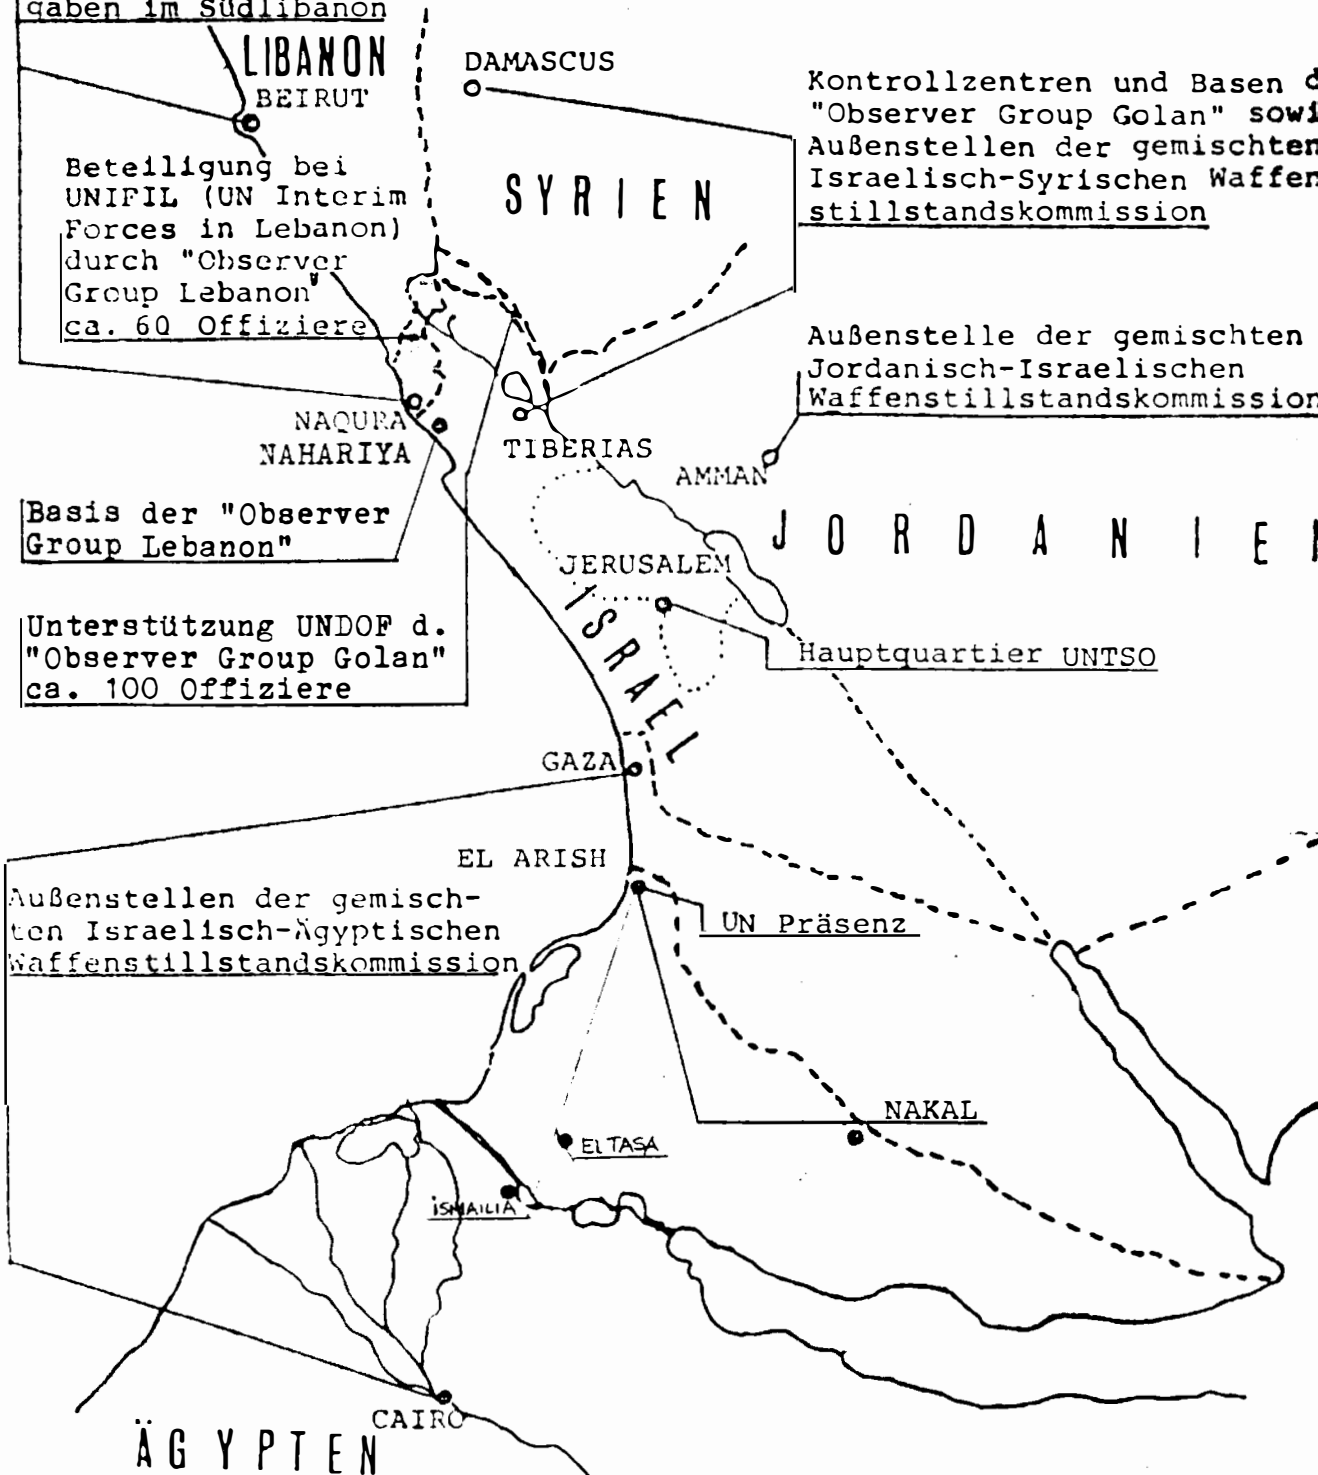 gaben im Südlibanon
LIBANON
BEIRUT
DAMASCUS
Kontrollzentren und Basen
"Observer Group Golan" sowi
Außenstellen der gemischten
Israelisch-Syrischen Waffen
stillstandskommission
Beteiligung bei
UNIFIL (UN Interim
Forces in Lebanon)
durch "Observer
Group Lebanon"
ca. 60 Offiziere
SYRIEN
Außenstelle der gemischten
Jordanisch-Israelischen
Waffenstillstandskommission
NAQURA
NAHARIYA
TIBERIAS
AMMAN
Basis der "Observer
Group Lebanon"
JORDANIEN
JERUSALEM
ISRAEL
Unterstützung UNDOF d.
"Observer Group Golan"
ca. 100 Offiziere
Hauptquartier UNTSO
GAZA
EL ARISH
Außenstellen der gemisch-
ten Israelisch-Ägyptischen
Waffenstillstandskommission
UN Präsenz
NAKAL
EL TASA
ISMAILIA
CAIRO
ÄGYPTEN